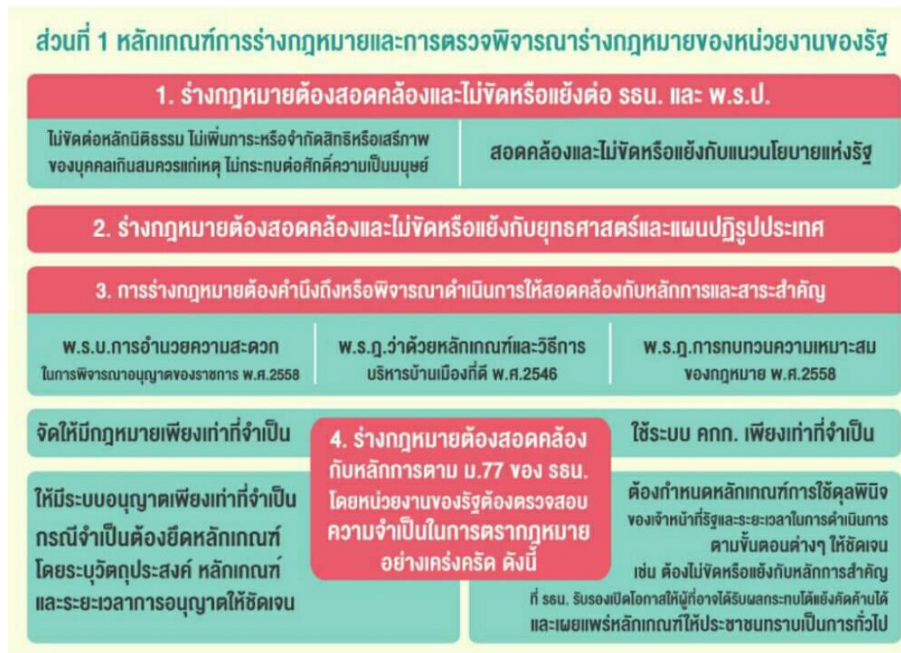 ส่วนที่ 1 หลักเกณฑ์การร่างกฎหมายและการตรวจพิจารณาร่างกฎหมายของหน่วยงานของรัฐ
1. ร่างกฎหมายต้องสอดคล้องและไม่ขัดหรือแย้งต่อ รธน. และ พ.ร.ป.
ไม่ขัดต่อหลักนิติธรรม ไม่เพิ่มภาระหรือจำกัดสิทธิหรือเสรีภาพ
ของบุคคลเกินสมควรแก่เหตุ ไม่กระทบต่อศักดิ์ความเป็นมนุษย์
สอดคล้องและไม่ขัดหรือแย้งกับแนวนโยบายแห่งรัฐ
2. ร่างกฎหมายต้องสอดคล้องและไม่ขัดหรือแย้งกับยุทธศาสตร์และแผนปฏิรูปประเทศ
3. การร่างกฎหมายต้องคำนึงถึงหรือพิจารณาดำเนินการให้สอดคล้องกับหลักการและสาระสำคัญ
พ.ร.บ.การอำนวยความสะดวก
ในการพิจารณาอนุญาตของราชการ พ.ศ.2558
พ.ร.ฎ.ว่าด้วยหลักเกณฑ์และวิธีการ
บริหารบ้านเมืองที่ดี พ.ศ.2546
พ.ร.ฎ.การทบทวนความเหมาะสม
ของกฎหมาย พ.ศ.2558
จัดให้มีกฎหมายเพียงเท่าที่จำเป็น
4. ร่างกฎหมายต้องสอดคล้อง
กับหลักการตาม ม.77 ของ รธน.
โดยหน่วยงานของรัฐต้องตรวจสอบ
ความจำเป็นในการตรากฎหมาย
อย่างเคร่งครัด ดังนี้
ใช้ระบบ คกก. เพียงเท่าที่จำเป็น
ให้มีระบบอนุญาตเพียงเท่าที่จำเป็น
กรณีจำเป็นต้องยึดหลักเกณฑ์
โดยระบุวัตถุประสงค์ หลักเกณฑ์
และระยะเวลาการอนุญาตให้ชัดเจน
ต้องกำหนดหลักเกณฑ์การใช้ดุลพินิจ
ของเจ้าหน้าที่รัฐและระยะเวลาในการดำเนินการ
ตามขั้นตอนต่างๆ ให้ชัดเจน
เช่น ต้องไม่ขัดหรือแย้งกับหลักการสำคัญ
ที่ รธน. รับรองเปิดโอกาสให้ผู้ที่อาจได้รับผลกระทบโต้แย้งคัดค้านได้
และเผยแพร่หลักเกณฑ์ให้ประชาชนทราบเป็นการทั่วไป